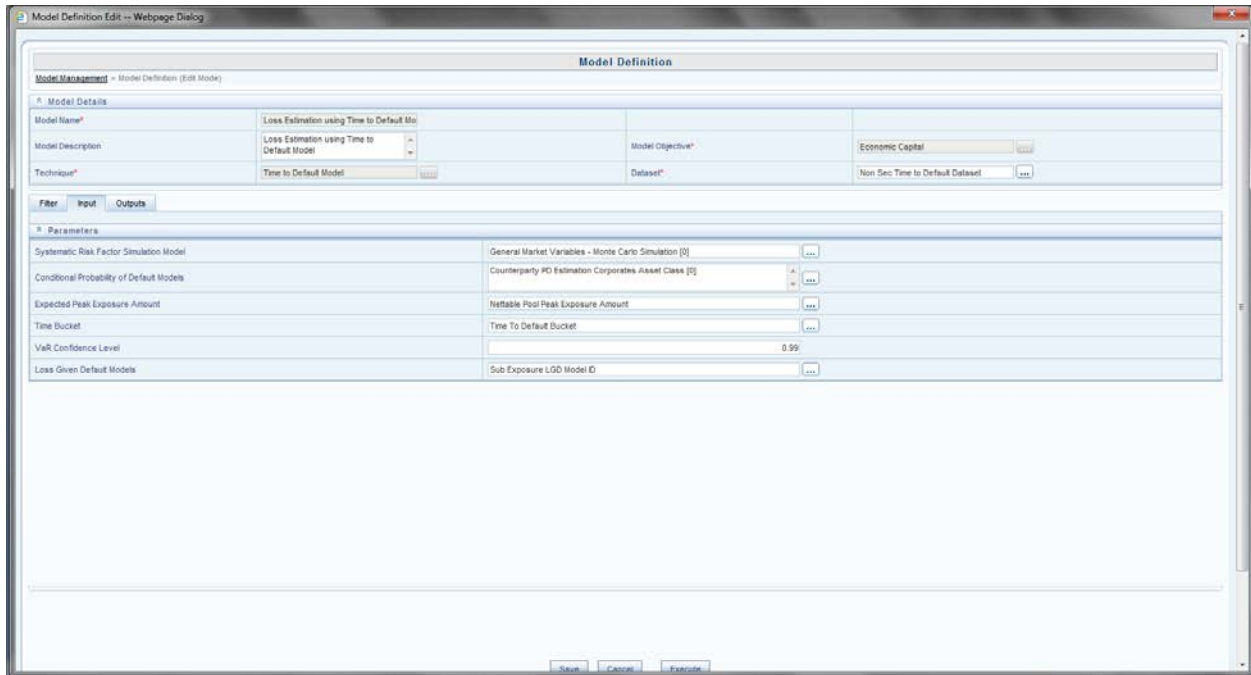 Model Definition Edit -- Webpage Dialog
Model Definition
Model Management » Model Definition (Edit Mode)
Model Details
Model Name* Loss Estimation using Time to Default Mo
Model Description Loss Estimation using Time to Default Model Model Objective* Economic Capital ...
Technique* Time to Default Model ... Dataset* Non Sec Time to Default Dataset ...
Filter Input Outputs
Parameters
Systematic Risk Factor Simulation Model General Market Variables - Monte Carlo Simulation [0] ...
Conditional Probability of Default Models Counterparty PD Estimation Corporates Asset Class [0] ...
Expected Peak Exposure Amount Nettable Pool Peak Exposure Amount ...
Time Bucket Time To Default Bucket ...
VaR Confidence Level 0.99
Loss Given Default Models Sub Exposure LGD Model ID ...
Save Cancel Execute